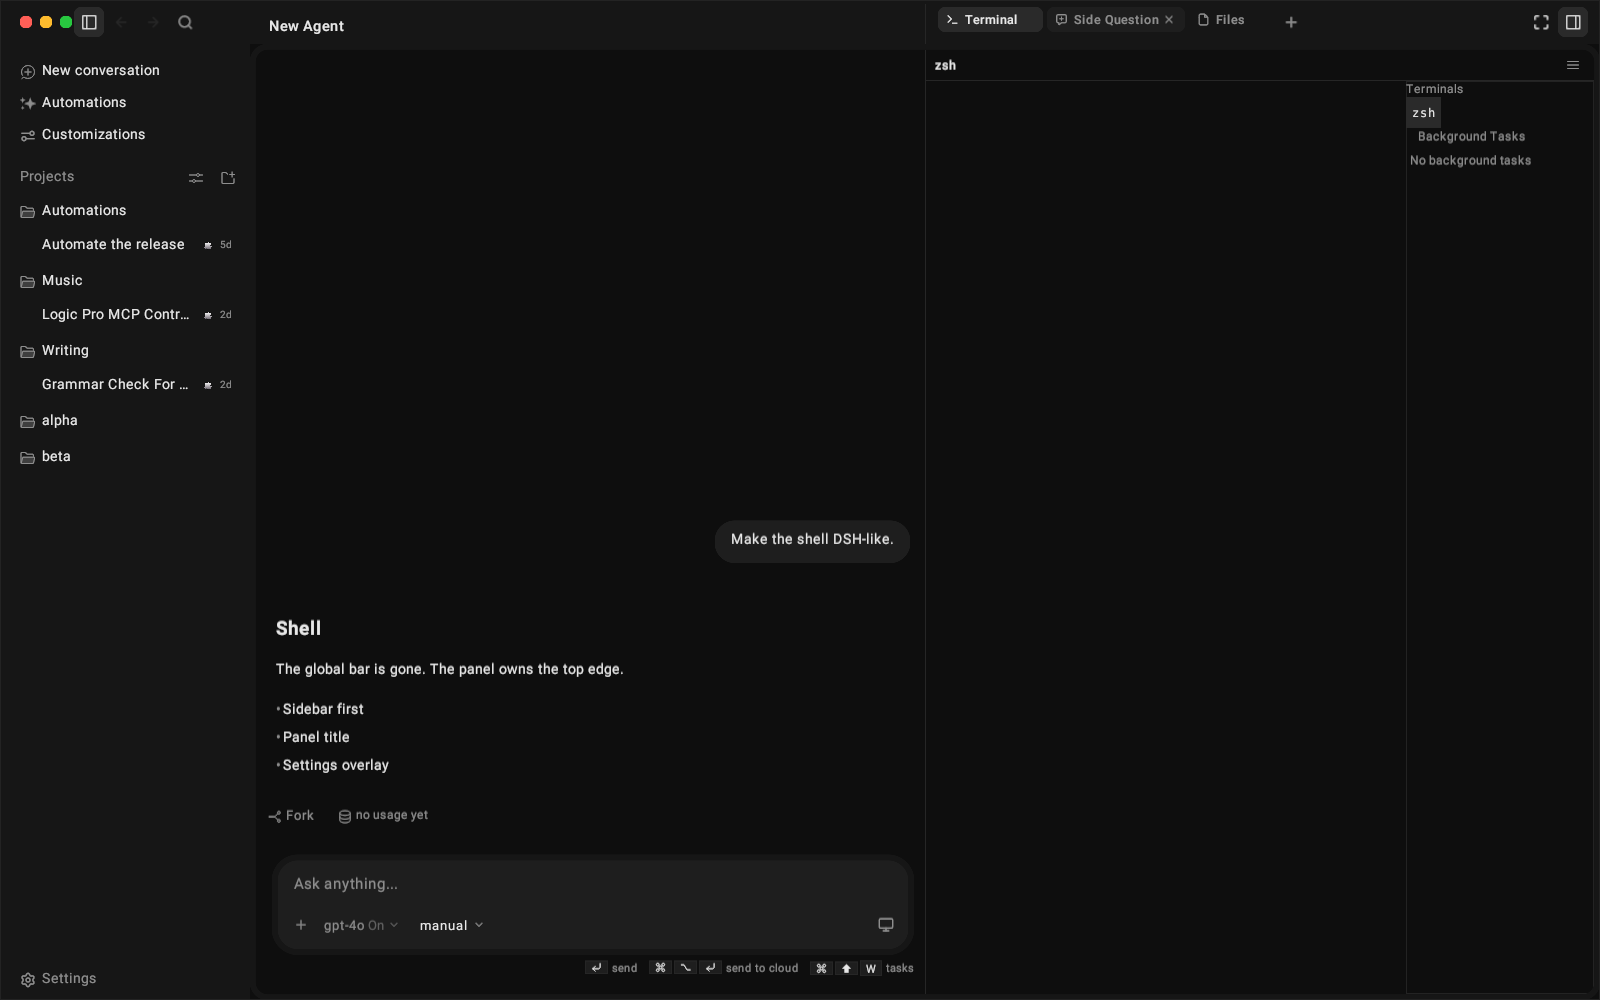 New Agent
Terminal
Side Question
Files
New conversation
Automations
Customizations
Projects
Automations
Automate the release 5d
Music
Logic Pro MCP Contr... 2d
Writing
Grammar Check For ... 2d
alpha
beta
Settings
Make the shell DSH-like.
Shell
The global bar is gone. The panel owns the top edge.
• Sidebar first
• Panel title
• Settings overlay
Fork no usage yet
Ask anything...
gpt-4o On manual
send ⌘ ⌥ send to cloud ⌘ W tasks
zsh
Terminals
zsh
Background Tasks
No background tasks